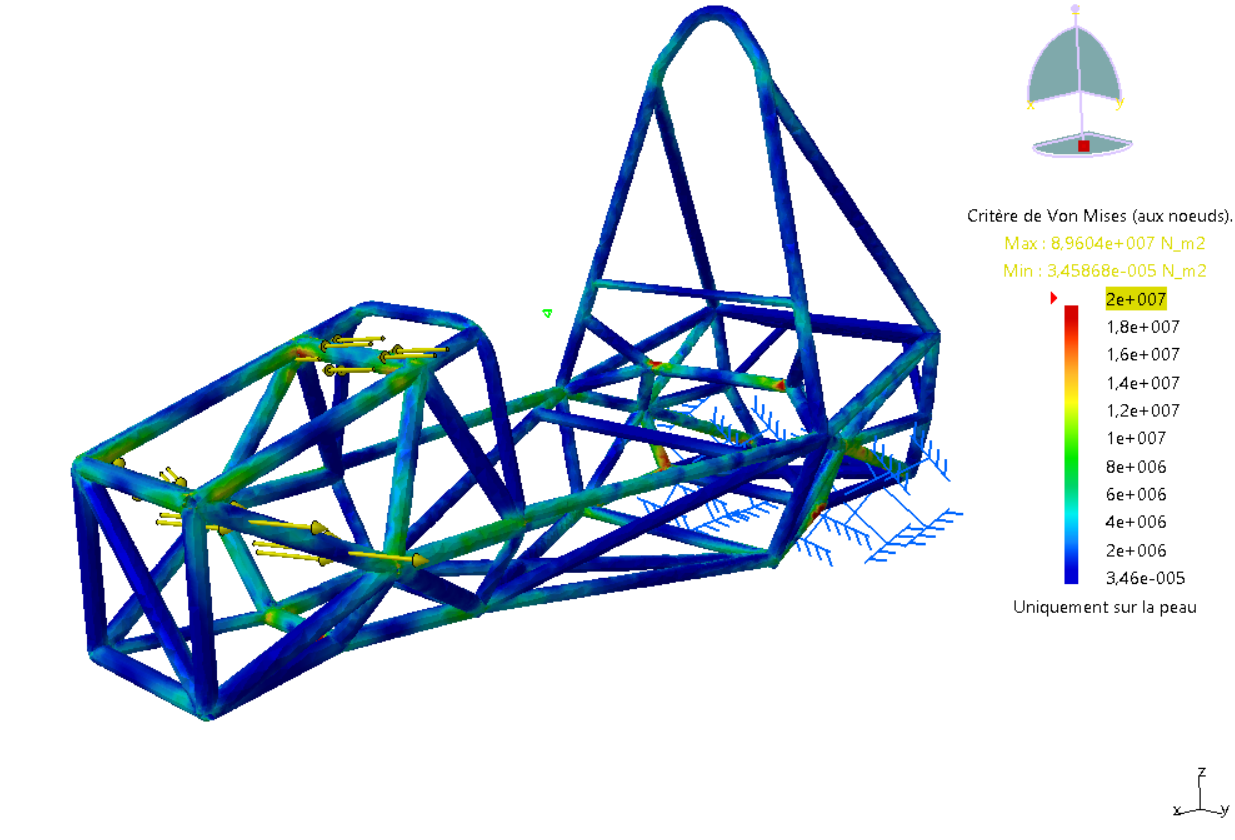 x y
Critère de Von Mises (aux noeuds).
Max : 8,9604e+007 N_m2
Min : 3,45868e-005 N_m2
2e+007
1,8e+007
1,6e+007
1,4e+007
1,2e+007
1e+007
8e+006
6e+006
4e+006
2e+006
3,46e-005
Uniquement sur la peau
z
x y